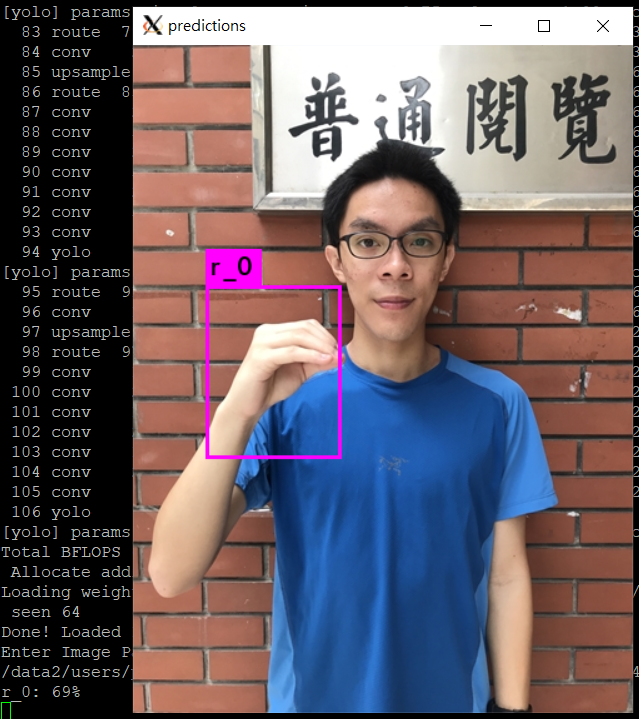 [yolo] params
83 route 7
84 conv
85 upsample
86 route 8
87 conv
88 conv
89 conv
90 conv
91 conv
92 conv
93 conv
94 yolo
[yolo] params
95 route 9
96 conv
97 upsample
98 route 9
99 conv
100 conv
101 conv
102 conv
103 conv
104 conv
105 conv
106 yolo
[yolo] params
Total BFLOPS
Allocate add
Loading weigh
seen 64
Done! Loaded
Enter Image P
/data2/users/
r_0: 69%
predictions
普通閱覽
r_0